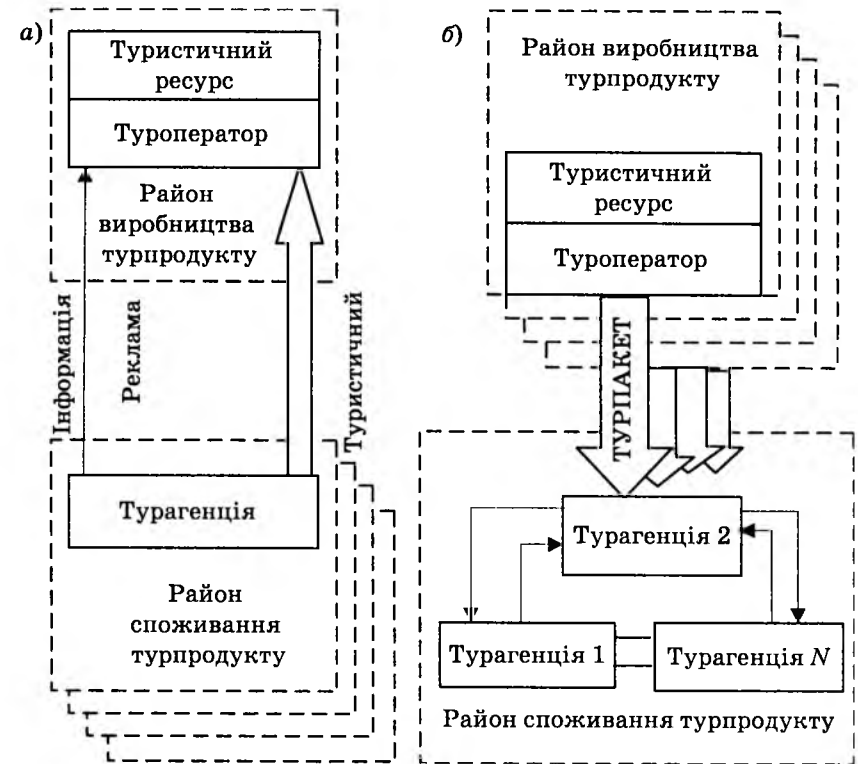 а)
Туристичний
ресурс
Туроператор
Район
виробництва
турпродукту
Інформація
Реклама
Туристичний
Турагенція
Район
споживання
турпродукту
б)
Район виробництва
турпродукту
Туристичний
ресурс
Туроператор
ТУРПАКЕТ
Турагенція 2
Турагенція 1
Турагенція N
Район споживання турпродукту